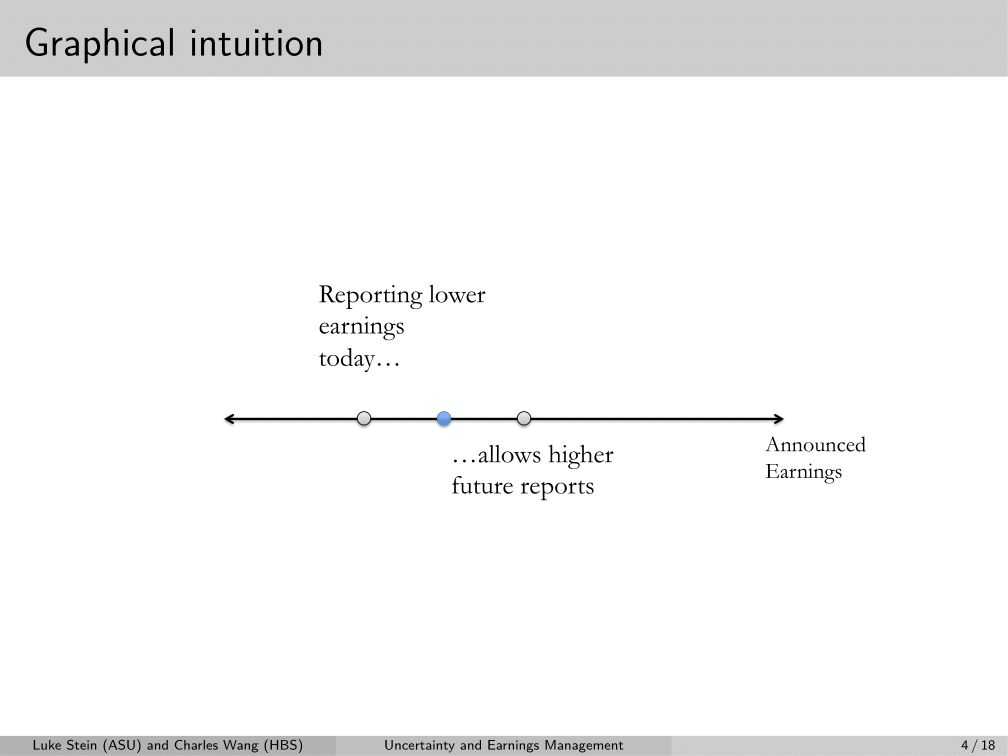 Graphical intuition
Reporting lower
earnings
today…
…allows higher
future reports
Announced
Earnings
Luke Stein (ASU) and Charles Wang (HBS)
Uncertainty and Earnings Management
4 / 18